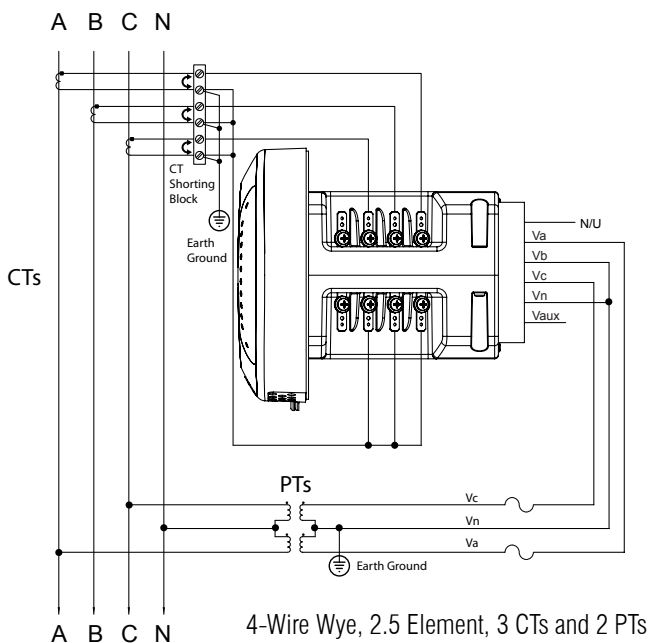 A B C N
CT
Shorting
Block
Earth
Ground
N/U
Va
Vb
Vc
Vn
Vaux
CTs
PTs
Vc
Vn
Va
Earth Ground
A B C N
4-Wire Wye, 2.5 Element, 3 CTs and 2 PTs